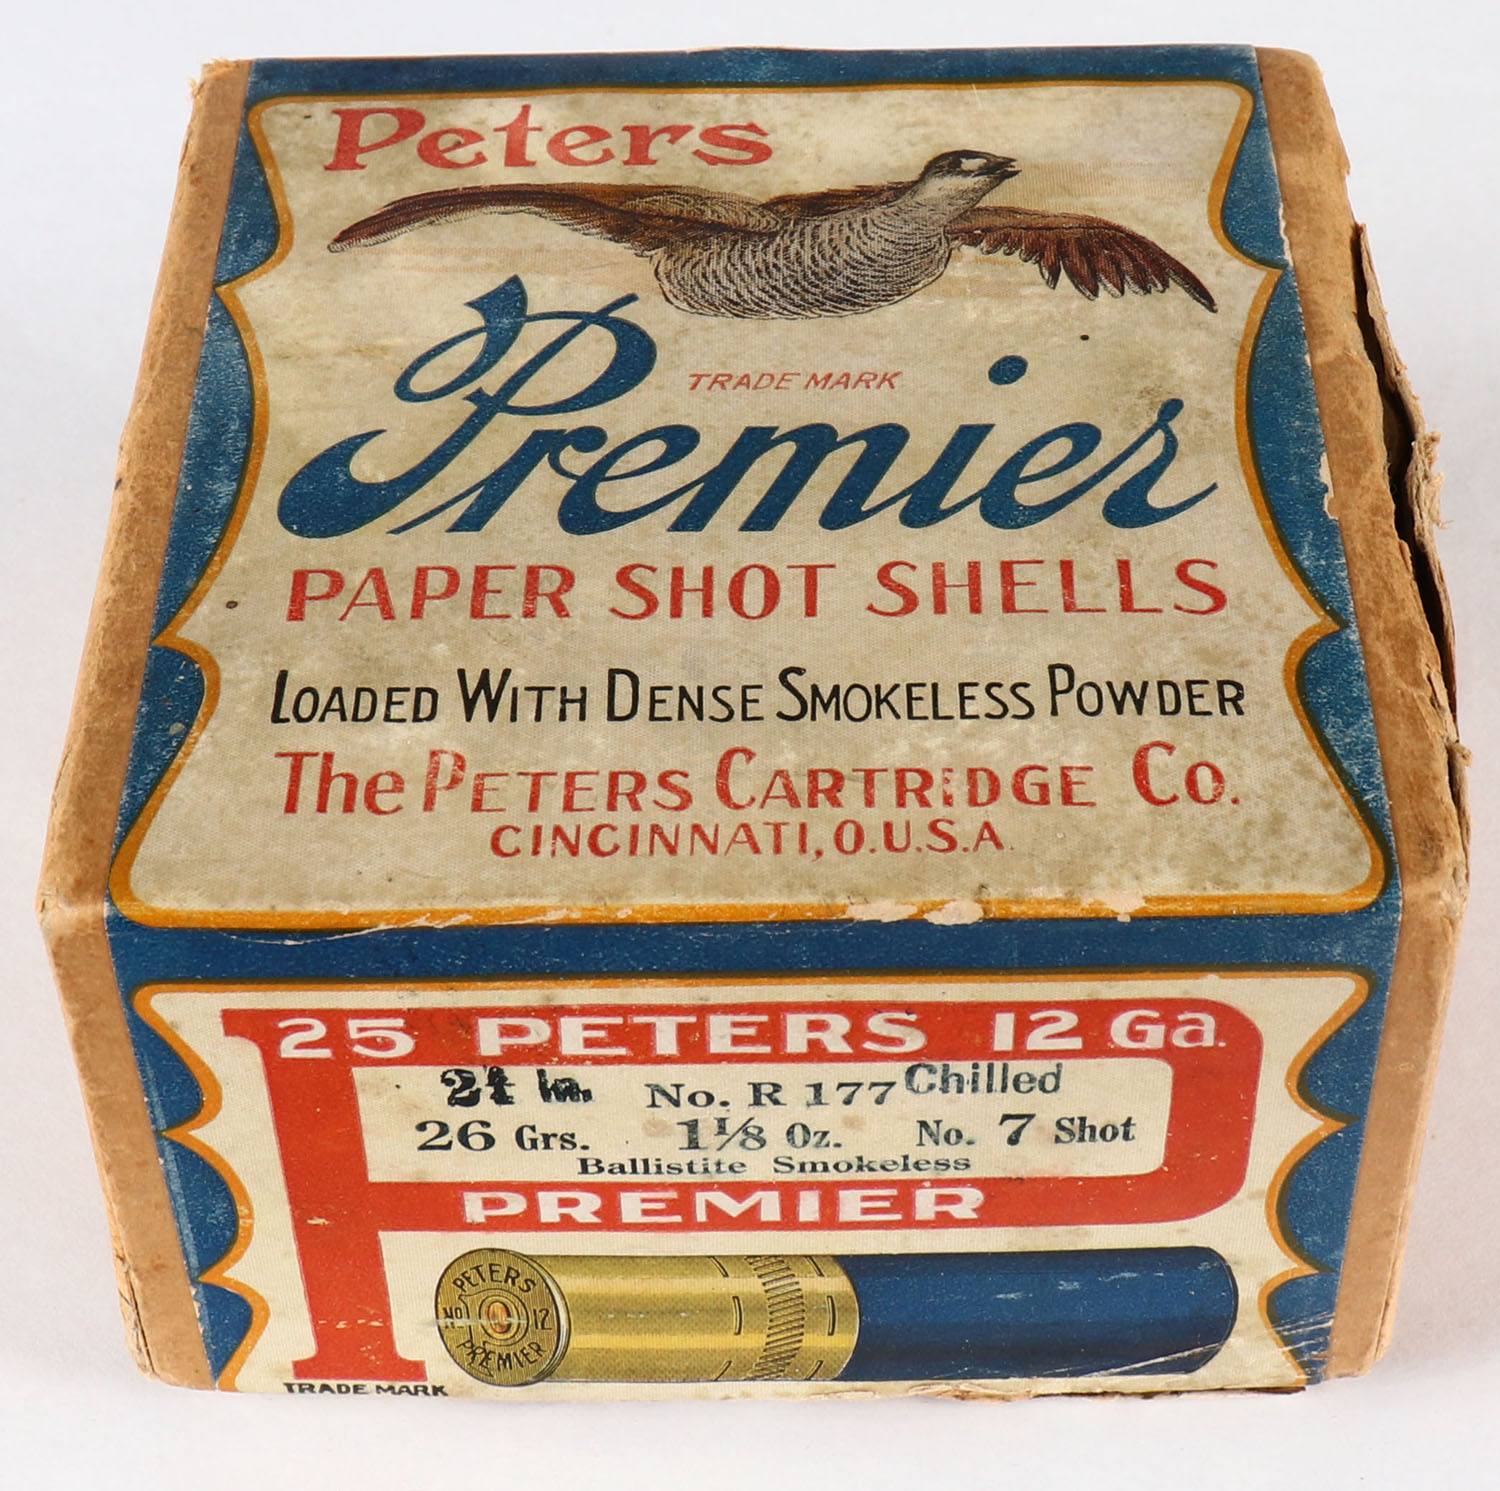 Peters
TRADE MARK
Premier
PAPER SHOT SHELLS
LOADED WITH DENSE SMOKELESS POWDER
The PETERS CARTRIDGE Co.
CINCINNATI, O.U.S.A.
25 PETERS 12 Ga.
in. No. R 177 Chilled
26 Grs. 1 1/8 Oz. No. 7 Shot
Ballistite Smokeless
PREMIER
PETERS
No 12
PREMIER
TRADE MARK